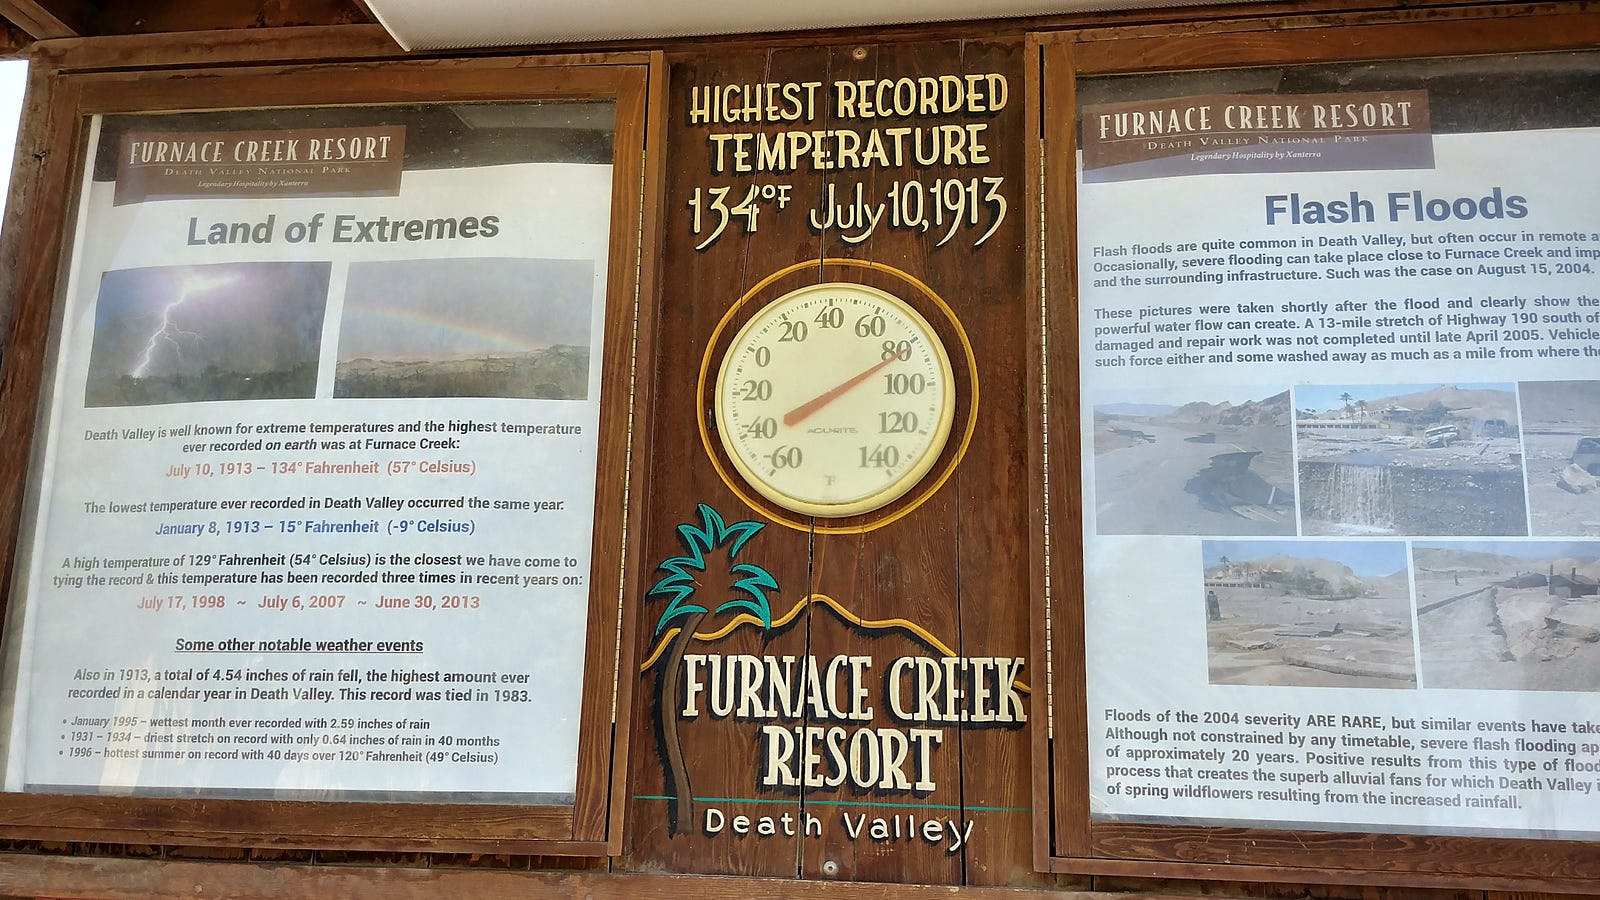 FURNACE CREEK RESORT
DEATH VALLEY NATIONAL PARK
Legendary Hospitality by Xanterra
Land of Extremes
Death Valley is well known for extreme temperatures and the highest temperature
ever recorded on earth was at Furnace Creek:
July 10, 1913 – 134° Fahrenheit (57° Celsius)
The lowest temperature ever recorded in Death Valley occurred the same year.
January 8, 1913 – 15° Fahrenheit (-9° Celsius)
A high temperature of 129° Fahrenheit (54° Celsius) is the closest we have come to
tying the record & this temperature has been recorded three times in recent years on:
July 17, 1998 ~ July 6, 2007 ~ June 30, 2013
Some other notable weather events
Also in 1913, a total of 4.54 inches of rain fell, the highest amount ever
recorded in a calendar year in Death Valley. This record was tied in 1983.
• January 1995 – wettest month ever recorded with 2.59 inches of rain
• 1931 – 1934 – driest stretch on record with only 0.64 inches of rain in 40 months
• 1996 – hottest summer on record with 40 days over 120° Fahrenheit (49° Celsius)
HIGHEST RECORDED
TEMPERATURE
134°F July 10, 1913
-60 -40 -20 0 20 40 60 80 100 120 140
ACURITE
°F
FURNACE CREEK
RESORT
Death Valley
FURNACE CREEK RESORT
DEATH VALLEY NATIONAL PARK
Legendary Hospitality by Xanterra
Flash Floods
Flash floods are quite common in Death Valley, but often occur in remote a
Occasionally, severe flooding can take place close to Furnace Creek and imp
and the surrounding infrastructure. Such was the case on August 15, 2004.
These pictures were taken shortly after the flood and clearly show the
powerful water flow can create. A 13-mile stretch of Highway 190 south of
damaged and repair work was not completed until late April 2005. Vehicle
such force either and some washed away as much as a mile from where the
Floods of the 2004 severity ARE RARE, but similar events have take
Although not constrained by any timetable, severe flash flooding ap
of approximately 20 years. Positive results from this type of flood
process that creates the superb alluvial fans for which Death Valley i
of spring wildflowers resulting from the increased rainfall.